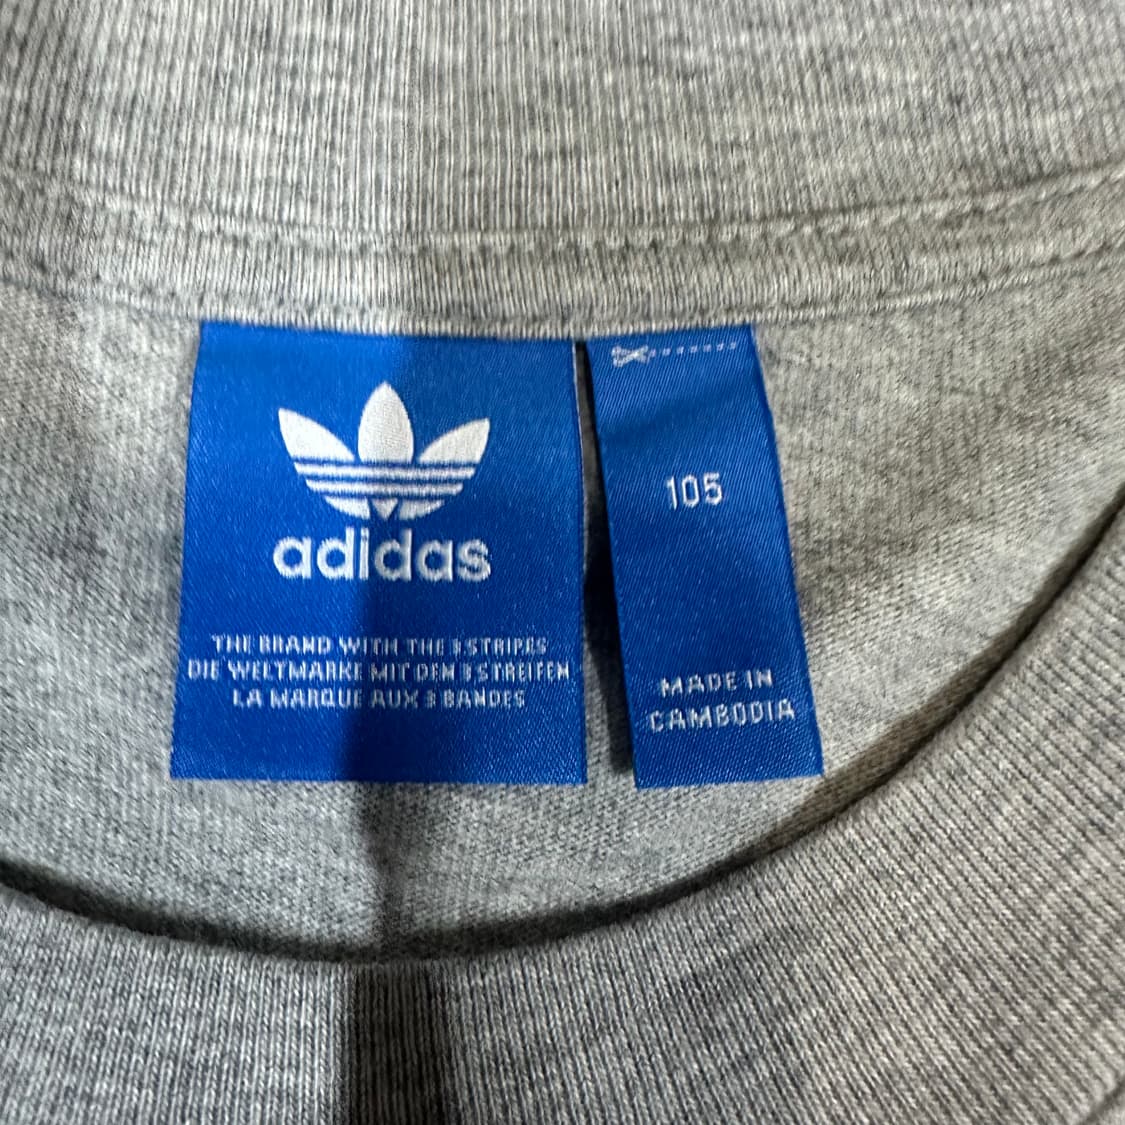 adidas
THE BRAND WITH THE 3 STRIPES
DIE WELTMARKE MIT DEN 3 STREIFEN
LA MARQUE AUX 3 BANDES
105
MADE IN
CAMBODIA